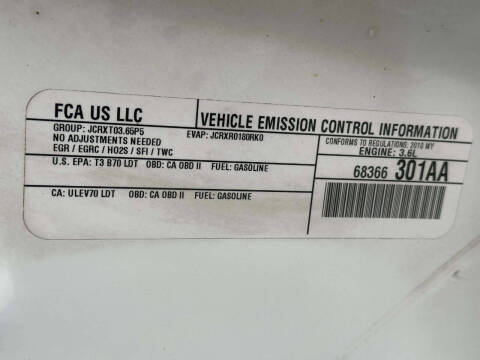 FCA US LLC
VEHICLE EMISSION CONTROL INFORMATION
GROUP: JCRXT03.65P5
EVAP: JCRXR0180RK0
CONFORMS TO REGULATIONS: 2018 MY
NO ADJUSTMENTS NEEDED
ENGINE: 3.6L
EGR / EGRC / HO2S / SFI / TWC
68366 301AA
U.S. EPA: T3 B70 LDT OBD: CA OBD II FUEL: GASOLINE
CA: ULEV70 LDT OBD: CA OBD II FUEL: GASOLINE